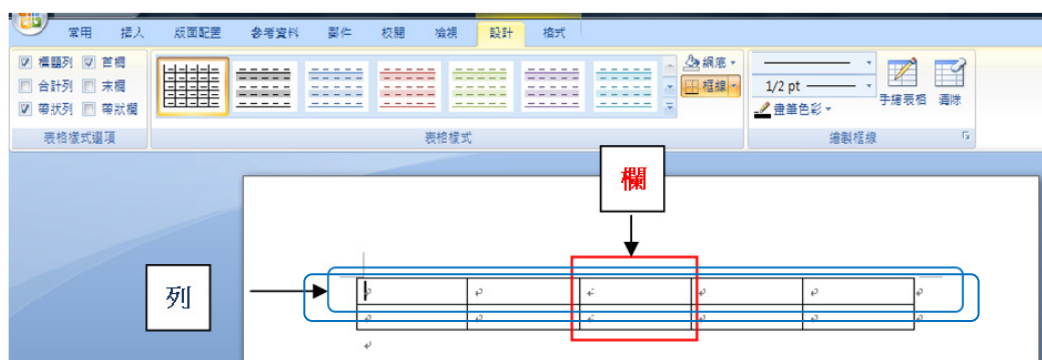 常用 插入 版面配置 參考資料 郵件 校閱 檢視 設計 格式
標題列 首欄
合計列 末欄
帶狀列 帶狀欄
表格樣式選項
表格樣式
網底
框線
1/2 pt
畫筆色彩
手繪表格 清除
繪製框線
欄
列